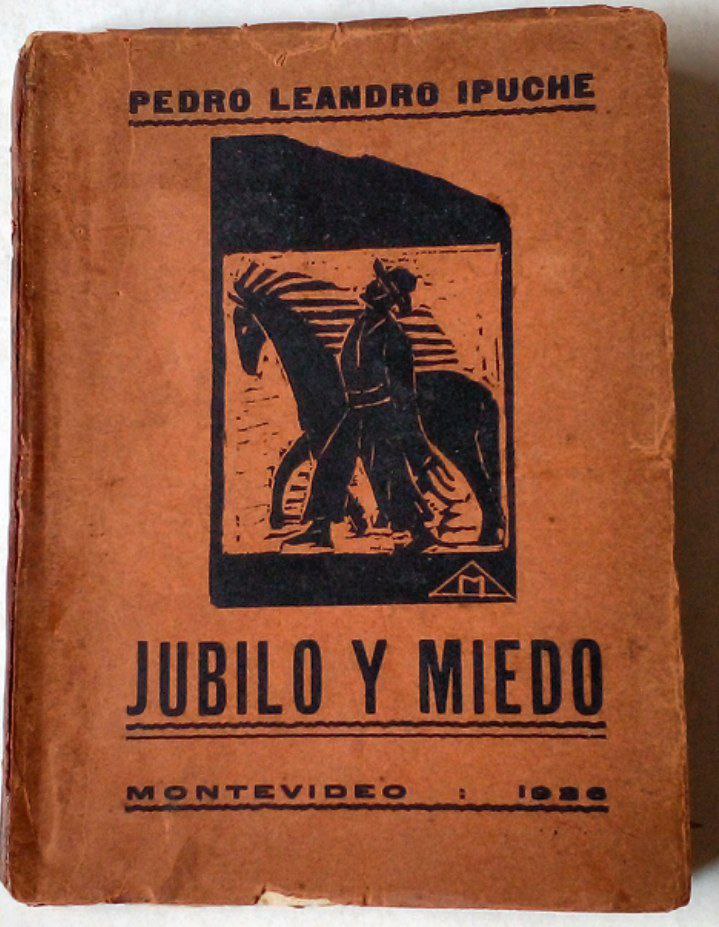 PEDRO LEANDRO IPUCHE
M
JUBILO Y MIEDO
MONTEVIDEO : 1926